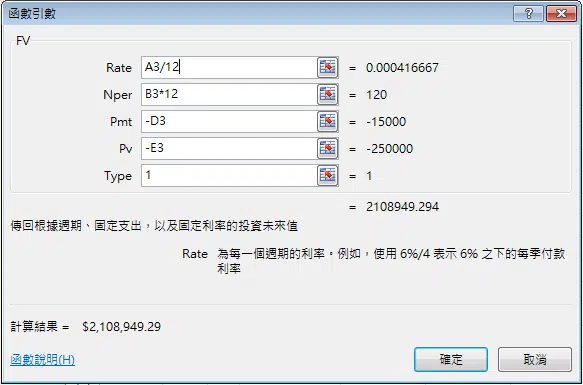 函數引數
FV
Rate A3/12 = 0.000416667
Nper B3*12 = 120
Pmt -D3 = -15000
Pv -E3 = -250000
Type 1 = 1
= 2108949.294
傳回根據週期、固定支出，以及固定利率的投資未來值
Rate 為每一個週期的利率。例如，使用 6%/4 表示 6% 之下的每季付款
利率
計算結果 = $2,108,949.29
函數說明(H)
確定 取消